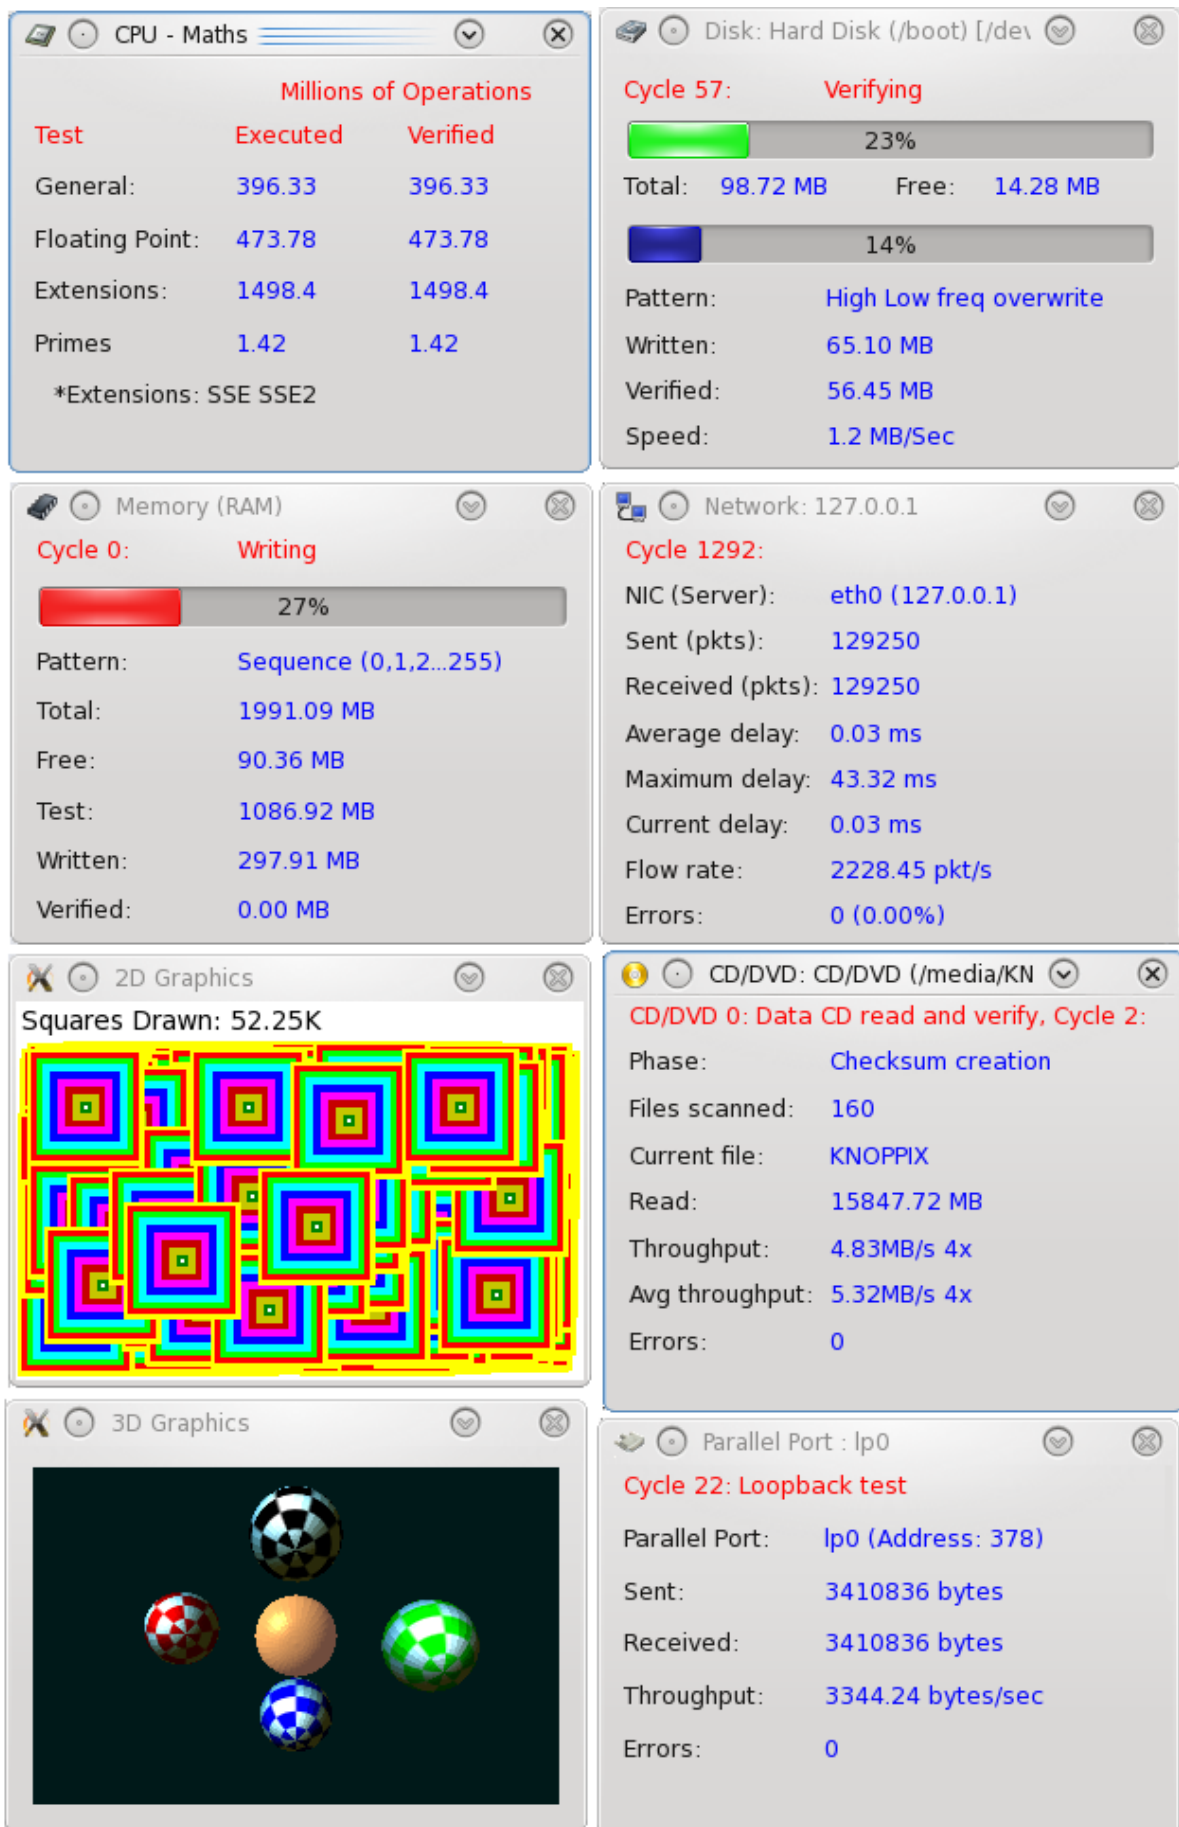 CPU - Maths
Millions of Operations
Test Executed Verified
General: 396.33 396.33
Floating Point: 473.78 473.78
Extensions: 1498.4 1498.4
Primes 1.42 1.42
*Extensions: SSE SSE2
Disk: Hard Disk (/boot) [/dev
Cycle 57: Verifying
23%
Total: 98.72 MB Free: 14.28 MB
14%
Pattern: High Low freq overwrite
Written: 65.10 MB
Verified: 56.45 MB
Speed: 1.2 MB/Sec
Memory (RAM)
Cycle 0: Writing
27%
Pattern: Sequence (0,1,2...255)
Total: 1991.09 MB
Free: 90.36 MB
Test: 1086.92 MB
Written: 297.91 MB
Verified: 0.00 MB
Network: 127.0.0.1
Cycle 1292:
NIC (Server): eth0 (127.0.0.1)
Sent (pkts): 129250
Received (pkts): 129250
Average delay: 0.03 ms
Maximum delay: 43.32 ms
Current delay: 0.03 ms
Flow rate: 2228.45 pkt/s
Errors: 0 (0.00%)
2D Graphics
Squares Drawn: 52.25K
CD/DVD: CD/DVD (/media/KN
CD/DVD 0: Data CD read and verify, Cycle 2:
Phase: Checksum creation
Files scanned: 160
Current file: KNOPPIX
Read: 15847.72 MB
Throughput: 4.83MB/s 4x
Avg throughput: 5.32MB/s 4x
Errors: 0
3D Graphics
Parallel Port : lp0
Cycle 22: Loopback test
Parallel Port: lp0 (Address: 378)
Sent: 3410836 bytes
Received: 3410836 bytes
Throughput: 3344.24 bytes/sec
Errors: 0